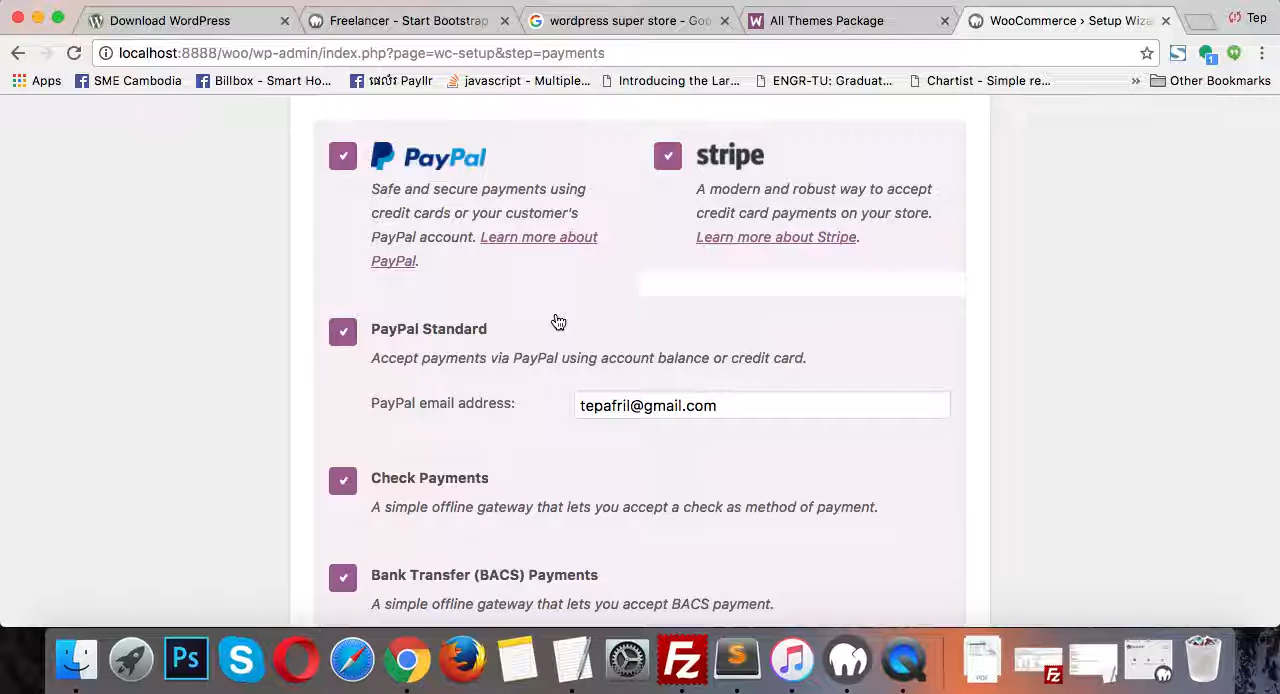 Download WordPress
Freelancer - Start Bootstrap
wordpress super store - Goo
All Themes Package
WooCommerce › Setup Wiza
Tep
localhost:8888/woo/wp-admin/index.php?page=wc-setup&step=payments
Apps
SME Cambodia
Billbox - Smart Ho...
javascript - Multiple...
Introducing the Lar...
ENGR-TU: Graduat...
Chartist - Simple re...
»
Other Bookmarks
PayPal
Safe and secure payments using
credit cards or your customer's
PayPal account. Learn more about
PayPal.
stripe
A modern and robust way to accept
credit card payments on your store.
Learn more about Stripe.
PayPal Standard
Accept payments via PayPal using account balance or credit card.
PayPal email address:
tepafril@gmail.com
Check Payments
A simple offline gateway that lets you accept a check as method of payment.
Bank Transfer (BACS) Payments
A simple offline gateway that lets you accept BACS payment.
Ps
PDF